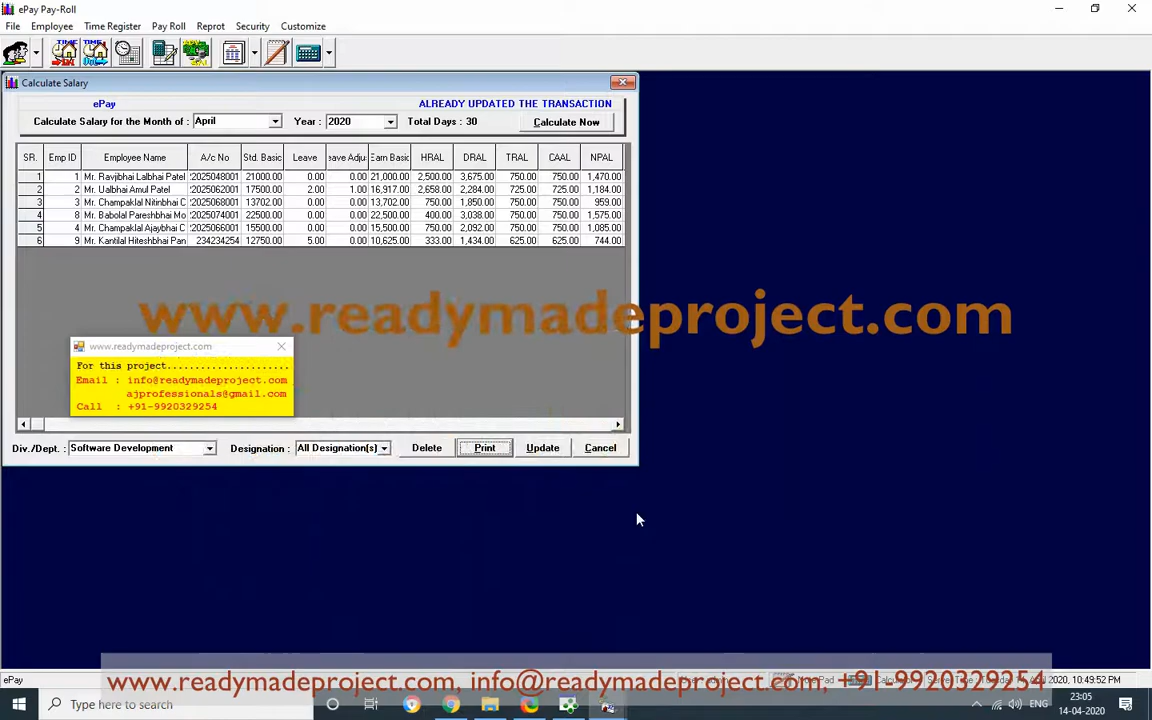 ePay Pay-Roll
File Employee Time Register Pay Roll Reprot Security Customize
Calculate Salary
ePay ALREADY UPDATED THE TRANSACTION
Calculate Salary for the Month of : April Year : 2020 Total Days : 30 Calculate Now
SR. Emp ID Employee Name A/c No Std. Basic Leave eave Adju Earn Basic HRAL DRAL TRAL CAAL NPAL
1 1 Mr. Ravjbhai Lalbhai Patel 2025048001 21000.00 0.00 0.00 21,000.00 2,500.00 3,675.00 750.00 750.00 1,470.00
2 2 Mr. Ualbhai Amul Patel 2025062001 17500.00 2.00 1.00 16,917.00 2,658.00 2,284.00 725.00 725.00 1,184.00
3 3 Mr. Champaklal Nitinbhai C 2025068001 13702.00 0.00 0.00 13,702.00 750.00 1,850.00 750.00 750.00 959.00
4 8 Mr. Babolal Pareshbhai Mo 2025074001 22500.00 0.00 0.00 22,500.00 400.00 3,038.00 750.00 750.00 1,575.00
5 4 Mr. Champaklal Ajaybhai C 2025066001 15500.00 0.00 0.00 15,500.00 750.00 2,092.00 750.00 750.00 1,085.00
6 9 Mr. Kantilal Hiteshbhai Pan 234234254 12750.00 5.00 0.00 10,625.00 333.00 1,434.00 625.00 625.00 744.00
www.readymadeproject.com
www.readymadeproject.com
For this project......................
Email : info@readymadeproject.com
ajprofessionals@gmail.com
Call : +91-9920329254
Div./Dept. : Software Development Designation : All Designation(s) Delete Print Update Cancel
ePay April 2020, 10:49:52 PM
www.readymadeproject.com, info@readymadeproject.com, +91-9920329254
Type here to search
ENG
23:05
14-04-2020